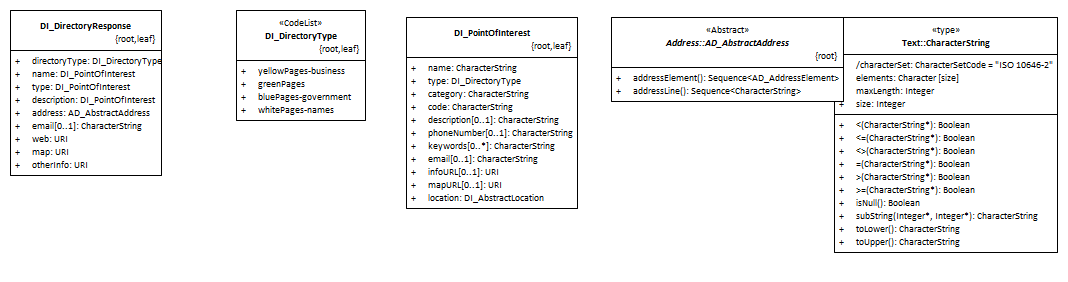 DI_DirectoryResponse
{root,leaf}
+ directoryType: DI_DirectoryType
+ name: DI_PointOfInterest
+ type: DI_PointOfInterest
+ description: DI_PointOfInterest
+ address: AD_AbstractAddress
+ email[0..1]: CharacterString
+ web: URI
+ map: URI
+ otherInfo: URI
«CodeList»
DI_DirectoryType
{root,leaf}
+ yellowPages-business
+ greenPages
+ bluePages-government
+ whitePages-names
DI_PointOfInterest
{root,leaf}
+ name: CharacterString
+ type: DI_DirectoryType
+ category: CharacterString
+ code: CharacterString
+ description[0..1]: CharacterString
+ phoneNumber[0..1]: CharacterString
+ keywords[0..*]: CharacterString
+ email[0..1]: CharacterString
+ infoURL[0..1]: URI
+ mapURL[0..1]: URI
+ location: DI_AbstractLocation
«Abstract»
Address::AD_AbstractAddress
{root}
+ addressElement(): Sequence<AD_AddressElement>
+ addressLine(): Sequence<CharacterString>
«type»
Text::CharacterString
/characterSet: CharacterSetCode = "ISO 10646-2"
elements: Character [size]
maxLength: Integer
+ size: Integer
+ <(CharacterString*): Boolean
+ <=(CharacterString*): Boolean
+ <>(CharacterString*): Boolean
+ =(CharacterString*): Boolean
+ >(CharacterString*): Boolean
+ >=(CharacterString*): Boolean
+ isNull(): Boolean
+ subString(Integer*, Integer*): CharacterString
+ toLower(): CharacterString
+ toUpper(): CharacterString